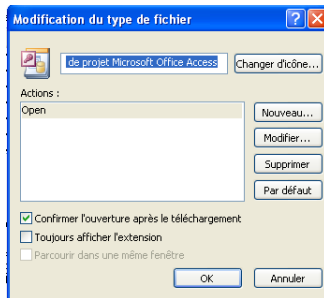 Modification du type de fichier
de projet Microsoft Office Access
Changer d'icône...
Actions :
Open
Nouveau...
Modifier...
Supprimer
Par défaut
Confirmer l'ouverture après le téléchargement
Toujours afficher l'extension
Parcourir dans une même fenêtre
OK
Annuler